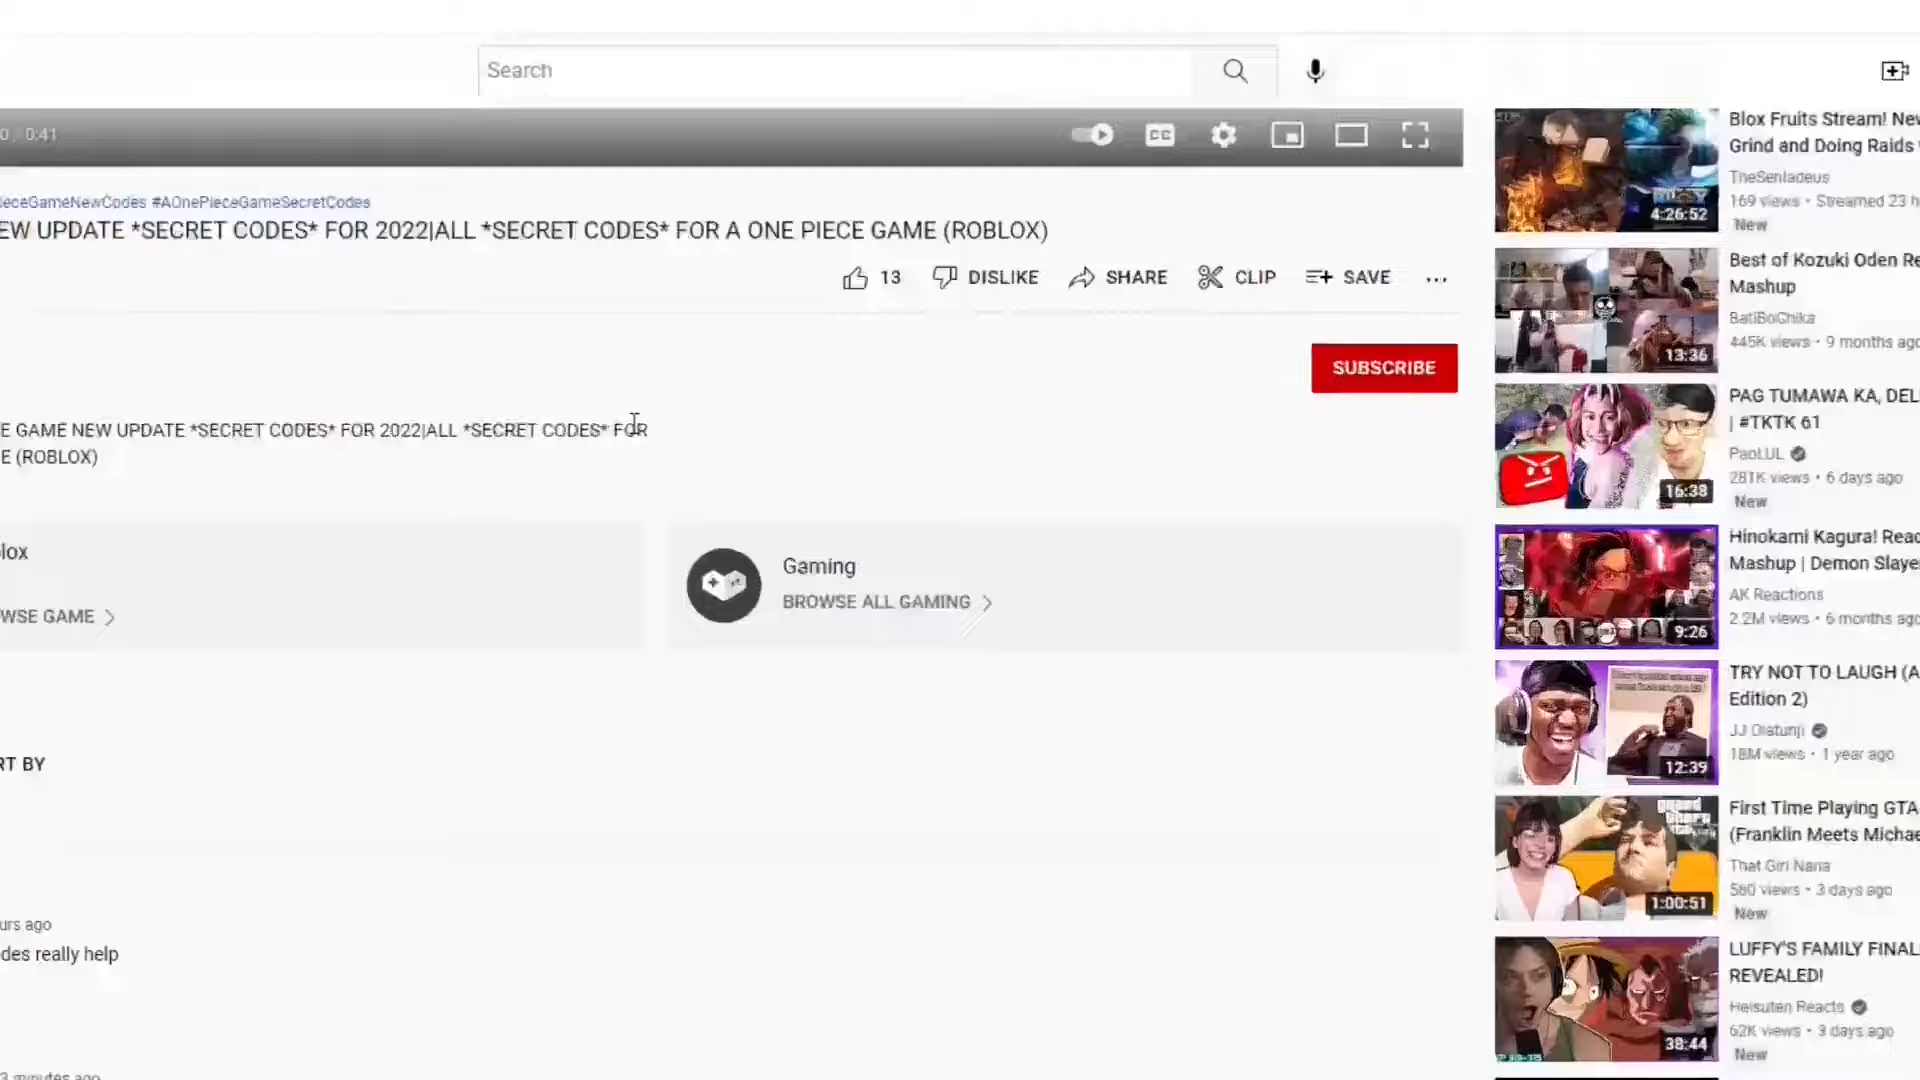 Search
0:41
CC
ieceGameNewCodes #AOnePieceGameSecretCodes
EW UPDATE *SECRET CODES* FOR 2022|ALL *SECRET CODES* FOR A ONE PIECE GAME (ROBLOX)
13 DISLIKE SHARE CLIP SAVE ...
SUBSCRIBE
E GAME NEW UPDATE *SECRET CODES* FOR 2022|ALL *SECRET CODES* FOR
E (ROBLOX)
lox
WSE GAME
Gaming
BROWSE ALL GAMING
RT BY
urs ago
des really help
3 minutes ago
Blox Fruits Stream! New
Grind and Doing Raids
TheSenladeus
169 views • Streamed 23 h
New
4:26:52
Best of Kozuki Oden Re
Mashup
BatiBoiChika
445K views • 9 months ago
13:36
PAG TUMAWA KA, DEL
| #TKTK 61
PaoLUL
281K views • 6 days ago
New
16:38
Hinokami Kagura! Reac
Mashup | Demon Slaye
AK Reactions
2.2M views • 6 months ago
9:26
TRY NOT TO LAUGH (A
Edition 2)
JJ Olatunji
18M views • 1 year ago
12:39
First Time Playing GTA
(Franklin Meets Michae
That Girl Nana
580 views • 3 days ago
New
1:00:51
LUFFY'S FAMILY FINAL
REVEALED!
Heisuten Reacts
62K views • 3 days ago
New
38:44